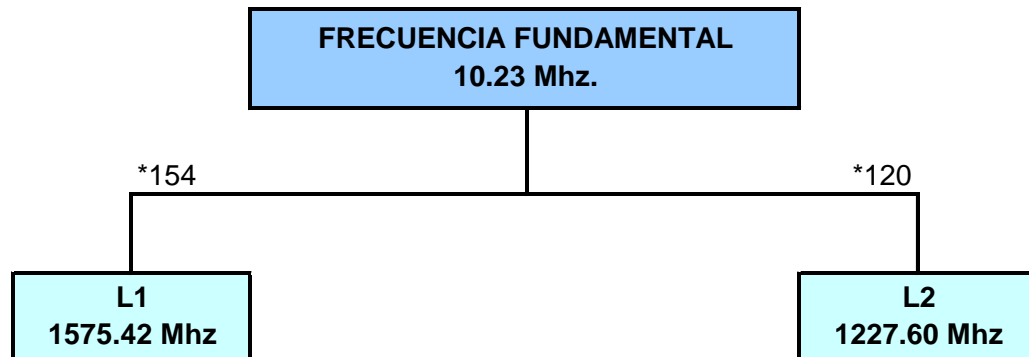 FRECUENCIA FUNDAMENTAL
10.23 Mhz.
*154
*120
L1
1575.42 Mhz
L2
1227.60 Mhz